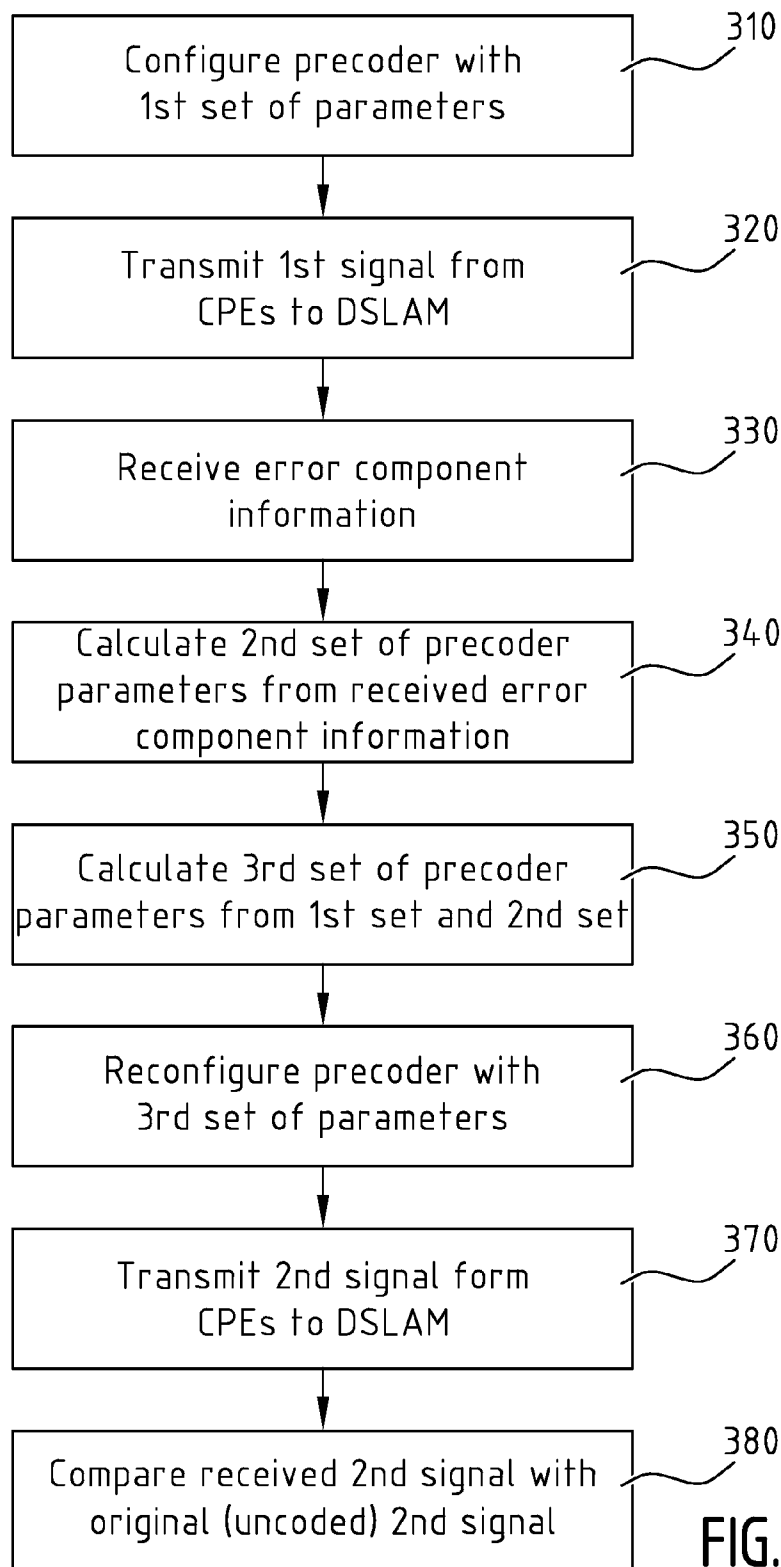 310
Configure precoder with
1st set of parameters
320
Transmit 1st signal from
CPEs to DSLAM
330
Receive error component
information
340
Calculate 2nd set of precoder
parameters from received error
component information
350
Calculate 3rd set of precoder
parameters from 1st set and 2nd set
360
Reconfigure precoder with
3rd set of parameters
370
Transmit 2nd signal form
CPEs to DSLAM
380
Compare received 2nd signal with
original (uncoded) 2nd signal
FIG.